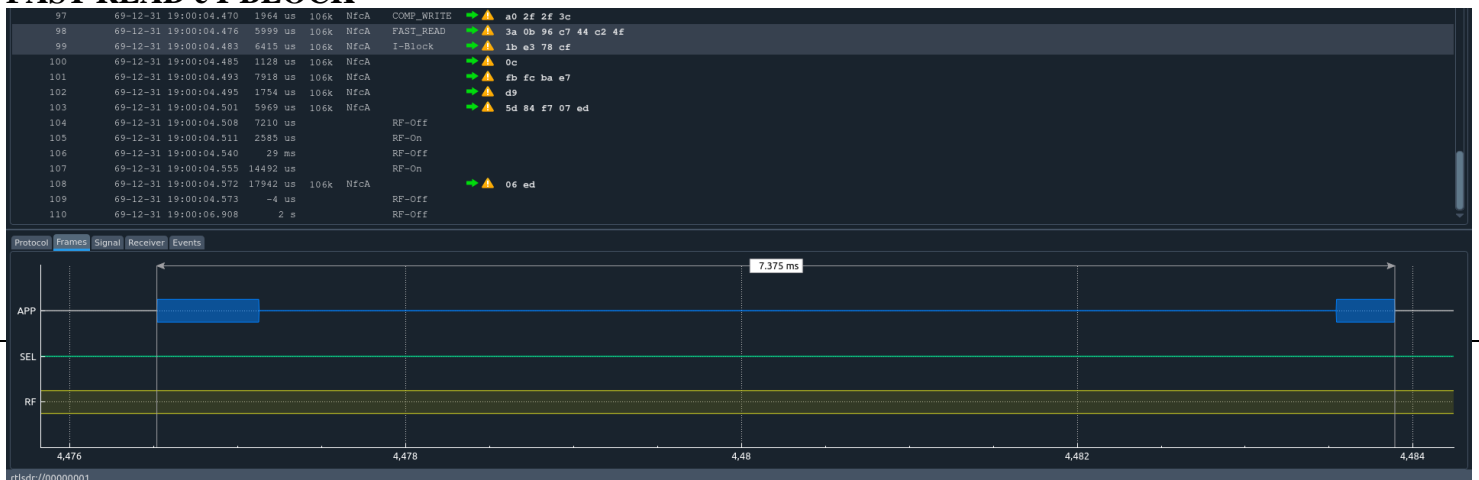 97 69-12-31 19:00:04.470 1964 us 106k NfcA COMP_WRITE a0 2f 2f 3c
98 69-12-31 19:00:04.476 5999 us 106k NfcA FAST_READ 3a 0b 96 c7 44 c2 4f
99 69-12-31 19:00:04.483 6415 us 106k NfcA I-Block 1b e3 78 cf
100 69-12-31 19:00:04.485 1128 us 106k NfcA 0c
101 69-12-31 19:00:04.493 7918 us 106k NfcA fb fc ba e7
102 69-12-31 19:00:04.495 1754 us 106k NfcA d9
103 69-12-31 19:00:04.501 5969 us 106k NfcA 5d 84 f7 07 ed
104 69-12-31 19:00:04.508 7210 us RF-Off
105 69-12-31 19:00:04.511 2585 us RF-On
106 69-12-31 19:00:04.540 29 ms RF-Off
107 69-12-31 19:00:04.555 14492 us RF-On
108 69-12-31 19:00:04.572 17942 us 106k NfcA 06 ed
109 69-12-31 19:00:04.573 -4 us RF-Off
110 69-12-31 19:00:06.908 2 s RF-Off
Protocol Frames Signal Receiver Events
7.375 ms
APP
SEL
RF
4,476 4,478 4,48 4,482 4,484
rtlsdr://00000001